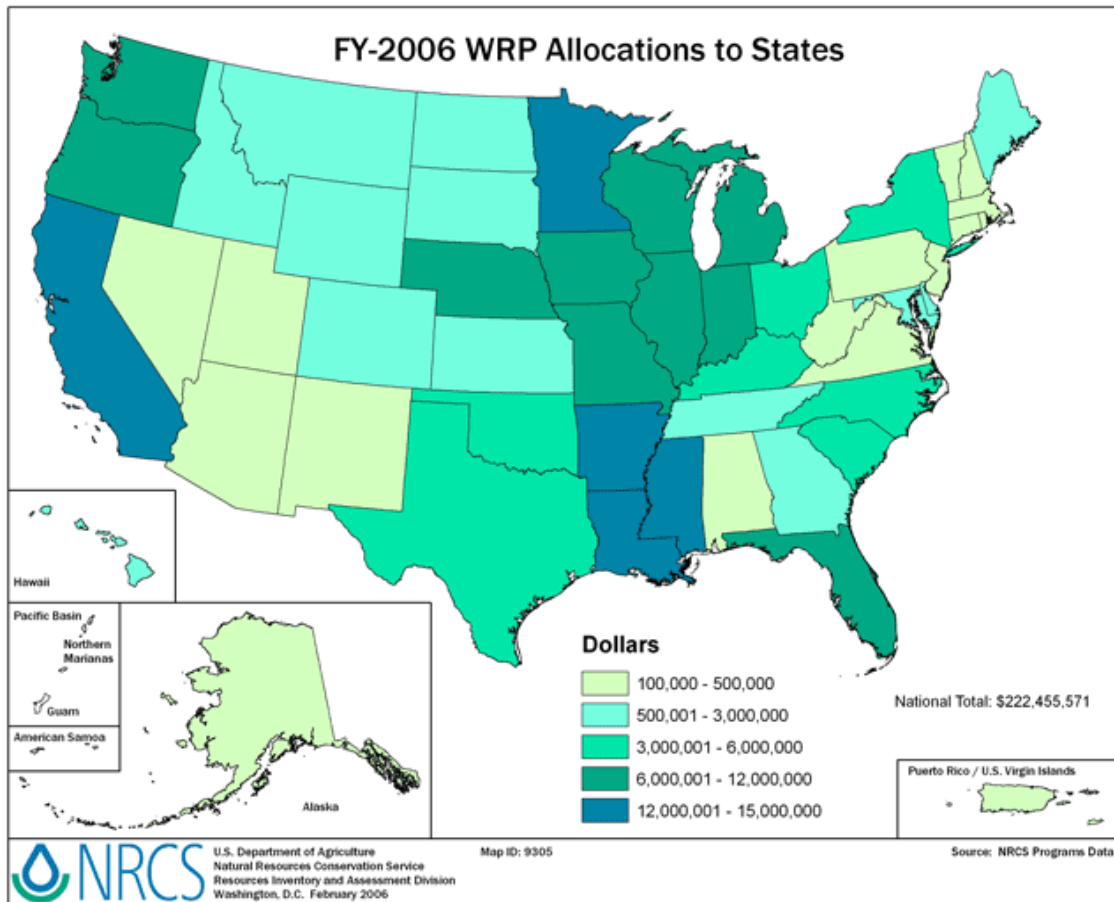 FY-2006 WRP Allocations to States
Hawaii
Pacific Basin
Northern
Marianas
Guam
American Samoa
Alaska
Dollars
100,000 - 500,000
500,001 - 3,000,000
3,000,001 - 6,000,000
6,000,001 - 12,000,000
12,000,001 - 15,000,000
National Total: $222,455,571
Puerto Rico / U.S. Virgin Islands
NRCS
U.S. Department of Agriculture
Natural Resources Conservation Service
Resources Inventory and Assessment Division
Washington, D.C. February 2006
Map ID: 9305
Source: NRCS Programs Data